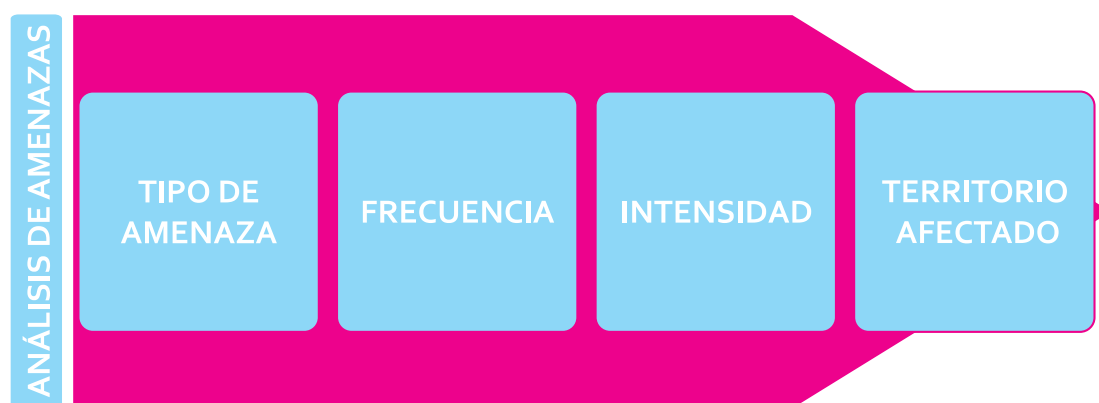 ANÁLISIS DE AMENAZAS
TIPO DE
AMENAZA
FRECUENCIA
INTENSIDAD
TERRITORIO
AFECTADO